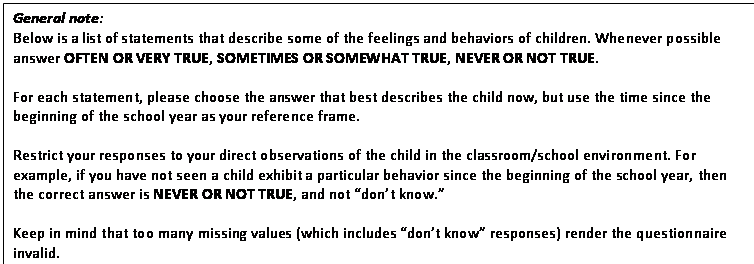 General note:
Below is a list of statements that describe some of the feelings and behaviors of children. Whenever possible
answer OFTEN OR VERY TRUE, SOMETIMES OR SOMEWHAT TRUE, NEVER OR NOT TRUE.
For each statement, please choose the answer that best describes the child now, but use the time since the
beginning of the school year as your reference frame.
Restrict your responses to your direct observations of the child in the classroom/school environment. For
example, if you have not seen a child exhibit a particular behavior since the beginning of the school year, then
the correct answer is NEVER OR NOT TRUE, and not “don’t know.”
Keep in mind that too many missing values (which includes “don’t know” responses) render the questionnaire
invalid.